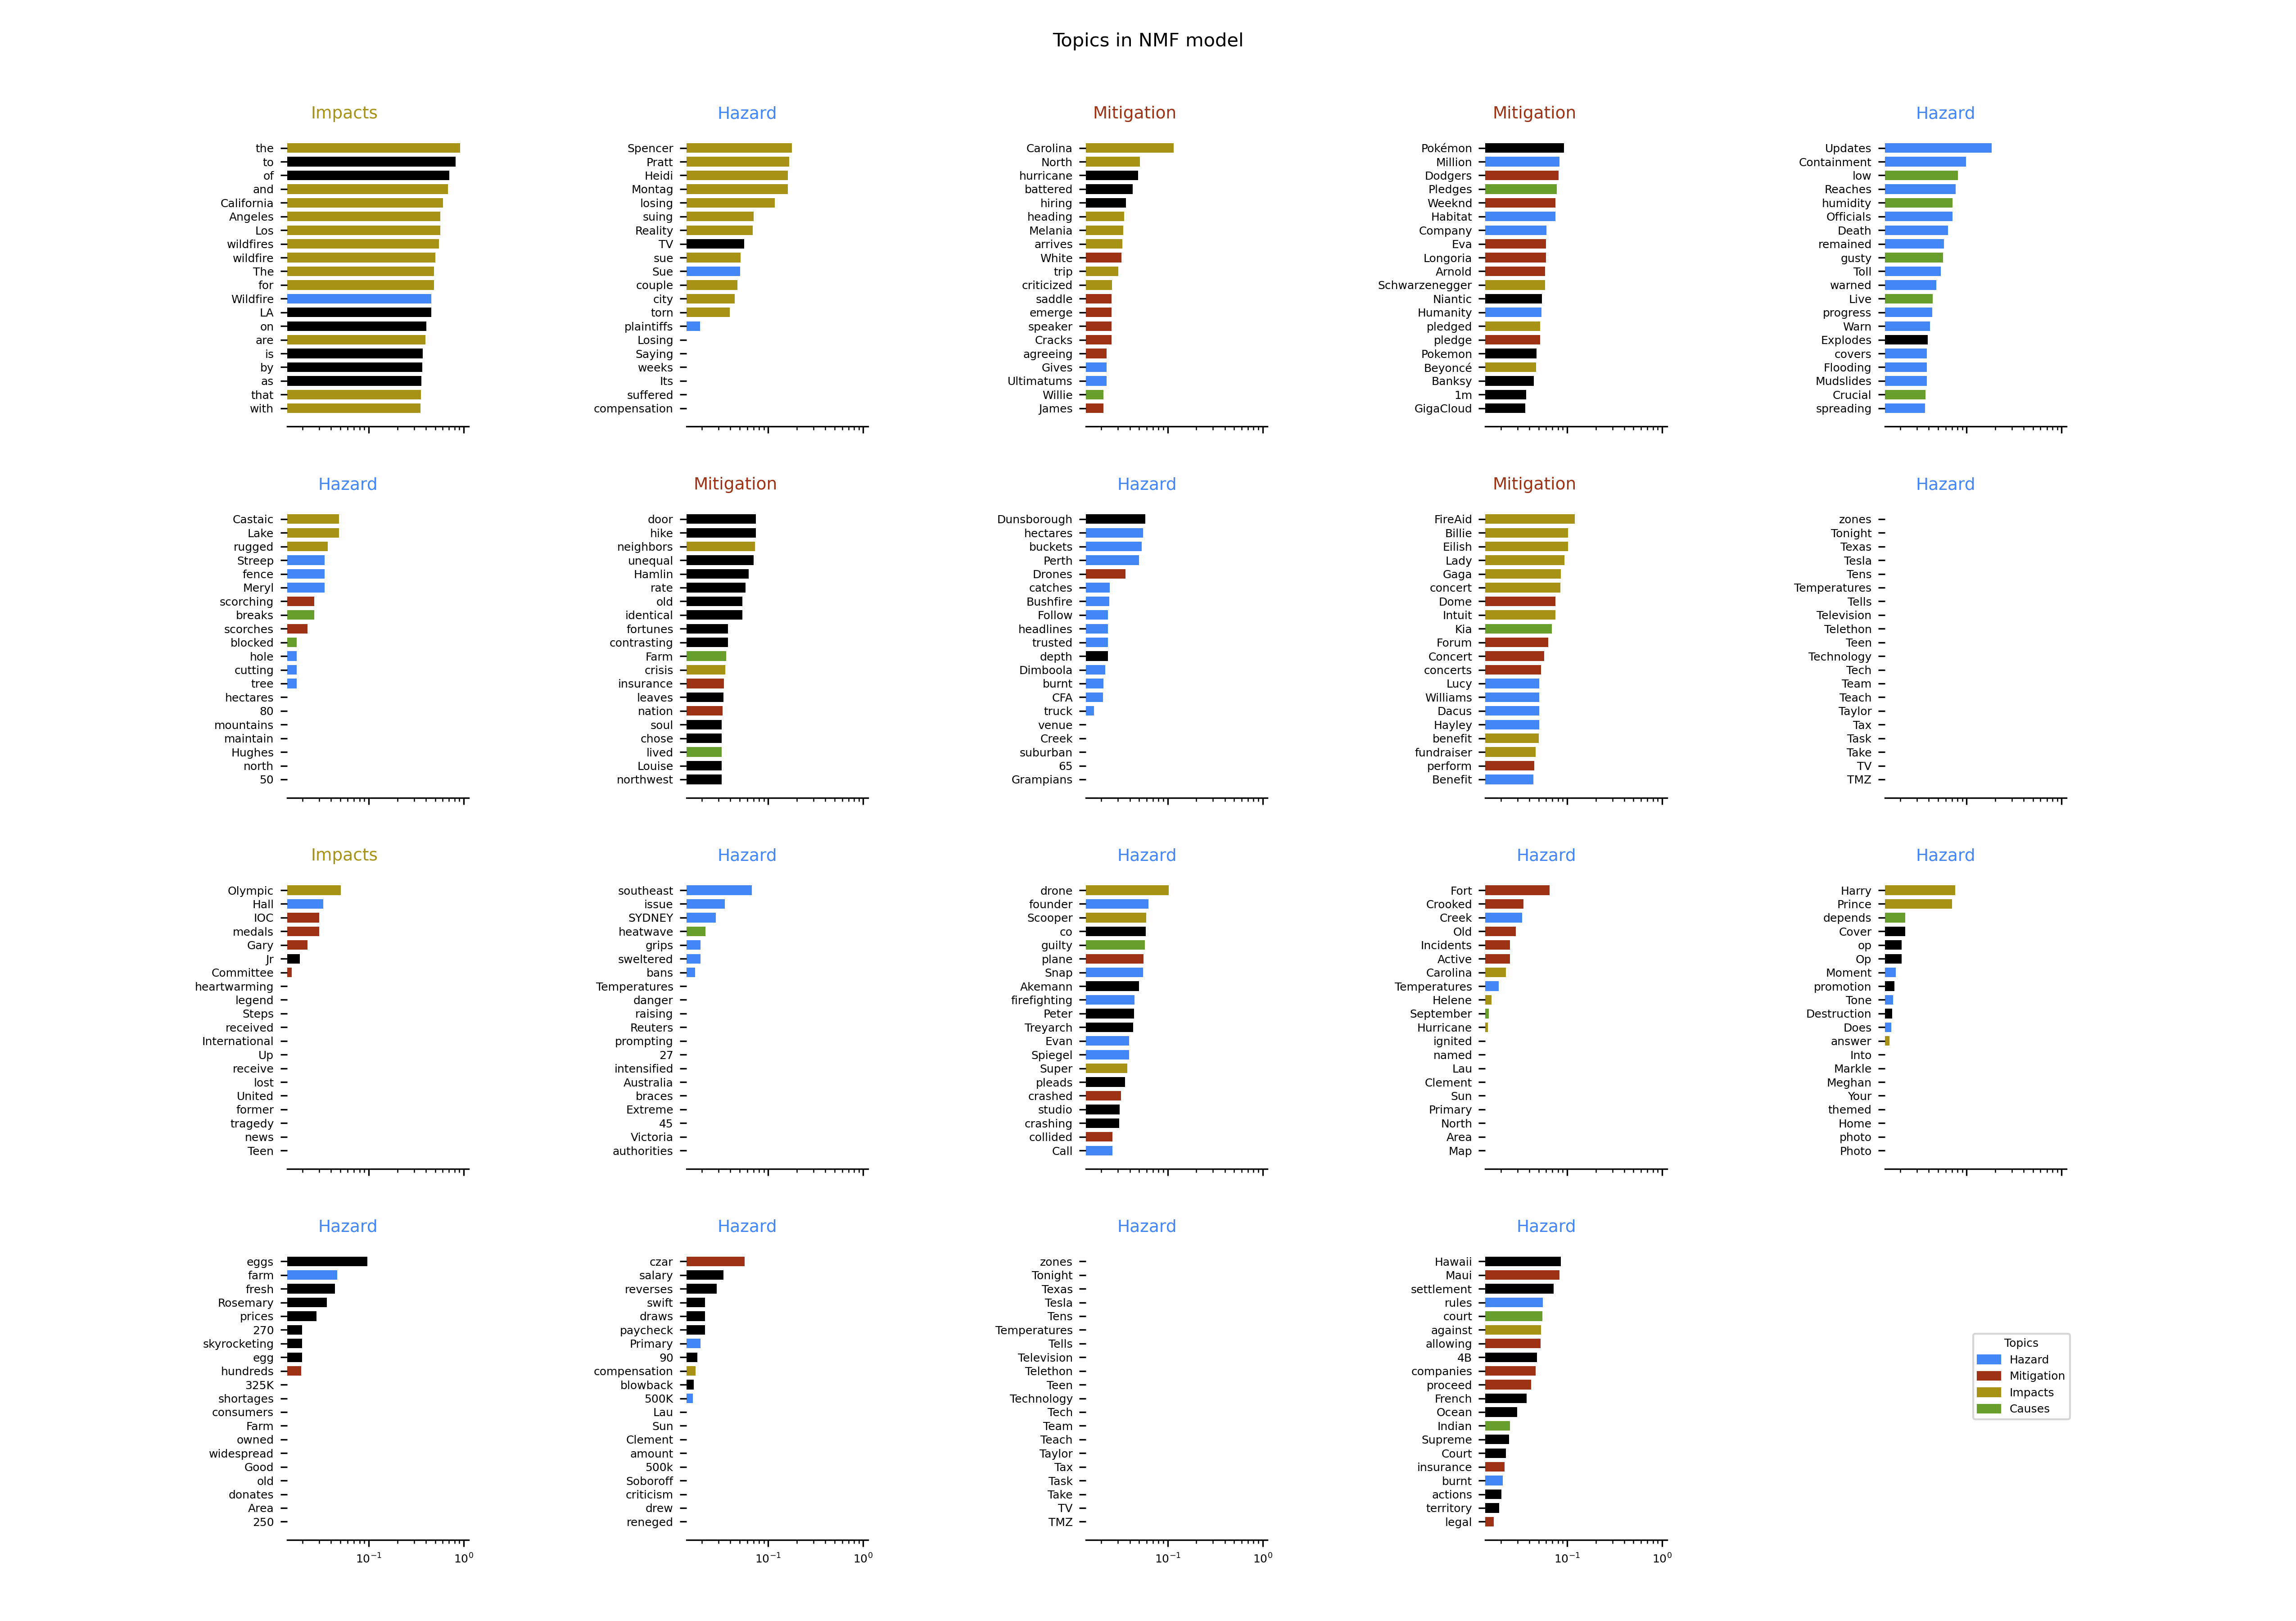 Topics in NMF model
Impacts
the
to
of
and
California
Angeles
Los
wildfires
wildfire
The
for
Wildfire
LA
on
are
is
by
as
that
with
Hazard
Spencer
Pratt
Heidi
Montag
losing
suing
Reality
TV
sue
Sue
couple
city
torn
plaintiffs
Losing
Saying
weeks
Its
suffered
compensation
Mitigation
Carolina
North
hurricane
battered
hiring
heading
Melania
arrives
White
trip
criticized
saddle
emerge
speaker
Cracks
agreeing
Gives
Ultimatums
Willie
James
Mitigation
Pokémon
Million
Dodgers
Pledges
Weeknd
Habitat
Company
Eva
Longoria
Arnold
Schwarzenegger
Niantic
Humanity
pledged
pledge
Pokemon
Beyoncé
Banksy
1m
GigaCloud
Hazard
Updates
Containment
low
Reaches
humidity
Officials
Death
remained
gusty
Toll
warned
Live
progress
Warn
Explodes
covers
Flooding
Mudslides
Crucial
spreading
Hazard
Castaic
Lake
rugged
Streep
fence
Meryl
scorching
breaks
scorches
blocked
hole
cutting
tree
hectares
80
mountains
maintain
Hughes
north
50
Mitigation
door
hike
neighbors
unequal
Hamlin
rate
old
identical
fortunes
contrasting
Farm
crisis
insurance
leaves
nation
soul
chose
lived
Louise
northwest
Hazard
Dunsborough
hectares
buckets
Perth
Drones
catches
Bushfire
Follow
headlines
trusted
depth
Dimboola
burnt
CFA
truck
venue
Creek
suburban
65
Grampians
Mitigation
FireAid
Billie
Eilish
Lady
Gaga
concert
Dome
Intuit
Kia
Forum
Concert
concerts
Lucy
Williams
Dacus
Hayley
benefit
fundraiser
perform
Benefit
Hazard
zones
Tonight
Texas
Tesla
Tens
Temperatures
Tells
Television
Telethon
Teen
Technology
Tech
Team
Teach
Taylor
Tax
Task
Take
TV
TMZ
Impacts
Olympic
Hall
IOC
medals
Gary
Jr
Committee
heartwarming
legend
Steps
received
International
Up
receive
lost
United
former
tragedy
news
Teen
Hazard
southeast
issue
SYDNEY
heatwave
grips
sweltered
bans
Temperatures
danger
raising
Reuters
prompting
27
intensified
Australia
braces
Extreme
45
Victoria
authorities
Hazard
drone
founder
Scooper
co
guilty
plane
Snap
Akemann
firefighting
Peter
Treyarch
Evan
Spiegel
Super
pleads
crashed
studio
crashing
collided
Call
Hazard
Fort
Crooked
Creek
Old
Incidents
Active
Carolina
Temperatures
Helene
September
Hurricane
ignited
named
Lau
Clement
Sun
Primary
North
Area
Map
Hazard
Harry
Prince
depends
Cover
op
Op
Moment
promotion
Tone
Destruction
Does
answer
Into
Markle
Meghan
Your
themed
Home
photo
Photo
Hazard
eggs
farm
fresh
Rosemary
prices
270
skyrocketing
egg
hundreds
325K
shortages
consumers
Farm
owned
widespread
Good
old
donates
Area
250
10⁻¹ 10⁰
Hazard
czar
salary
reverses
swift
draws
paycheck
Primary
90
compensation
blowback
500K
Lau
Sun
Clement
amount
500k
Soboroff
criticism
drew
reneged
10⁻¹ 10⁰
Hazard
zones
Tonight
Texas
Tesla
Tens
Temperatures
Tells
Television
Telethon
Teen
Technology
Tech
Team
Teach
Taylor
Tax
Task
Take
TV
TMZ
10⁻¹ 10⁰
Hazard
Hawaii
Maui
settlement
rules
court
against
allowing
4B
companies
proceed
French
Ocean
Indian
Supreme
Court
insurance
burnt
actions
territory
legal
10⁻¹ 10⁰
Topics
Hazard
Mitigation
Impacts
Causes